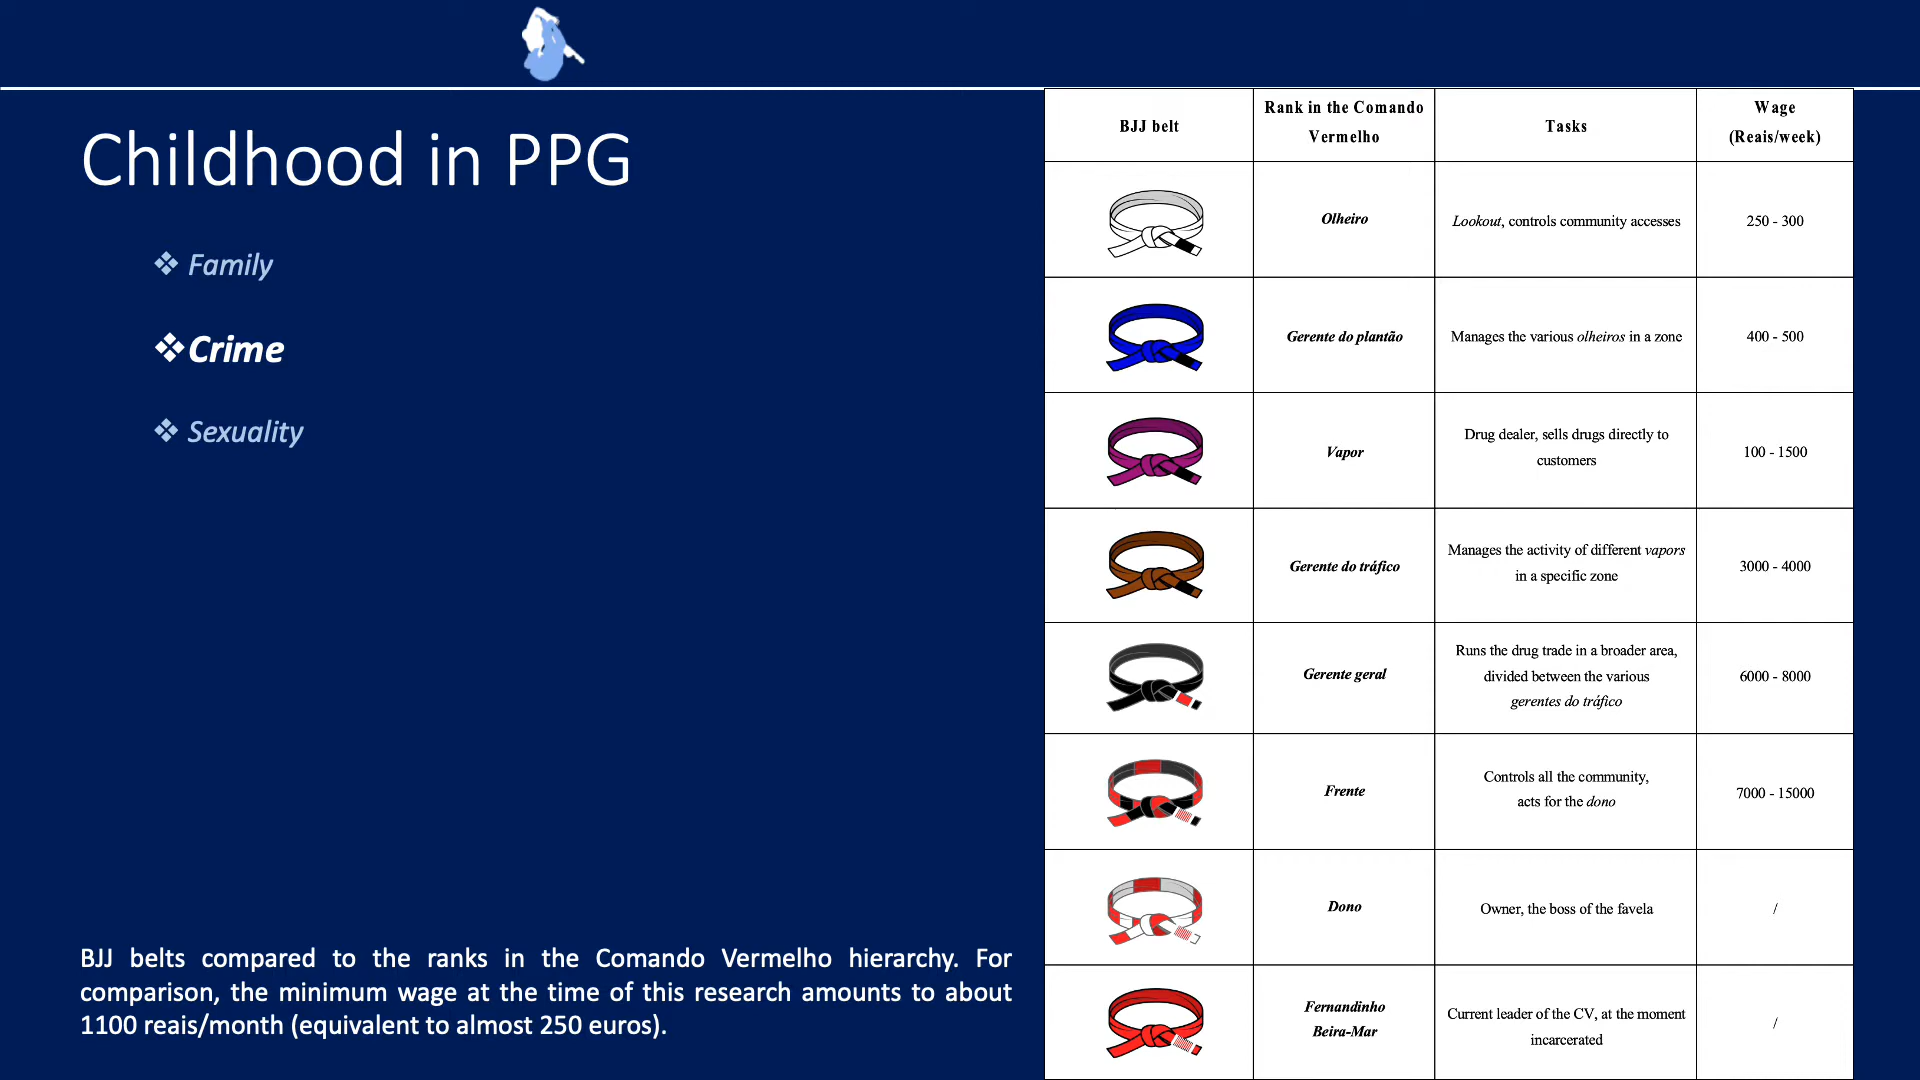 Childhood in PPG
❖ Family
❖Crime
❖ Sexuality
BJJ belts compared to the ranks in the Comando Vermelho hierarchy. For
comparison, the minimum wage at the time of this research amounts to about
1100 reais/month (equivalent to almost 250 euros).
BJJ belt
Rank in the Comando
Vermelho
Tasks
Wage
(Reais/week)
Olheiro
Lookout, controls community accesses
250 - 300
Gerente do plantão
Manages the various olheiros in a zone
400 - 500
Vapor
Drug dealer, sells drugs directly to
customers
100 - 1500
Gerente do tráfico
Manages the activity of different vapors
in a specific zone
3000 - 4000
Gerente geral
Runs the drug trade in a broader area,
divided between the various
gerentes do tráfico
6000 - 8000
Frente
Controls all the community,
acts for the dono
7000 - 15000
Dono
Owner, the boss of the favela
/
Fernandinho
Beira-Mar
Current leader of the CV, at the moment
incarcerated
/